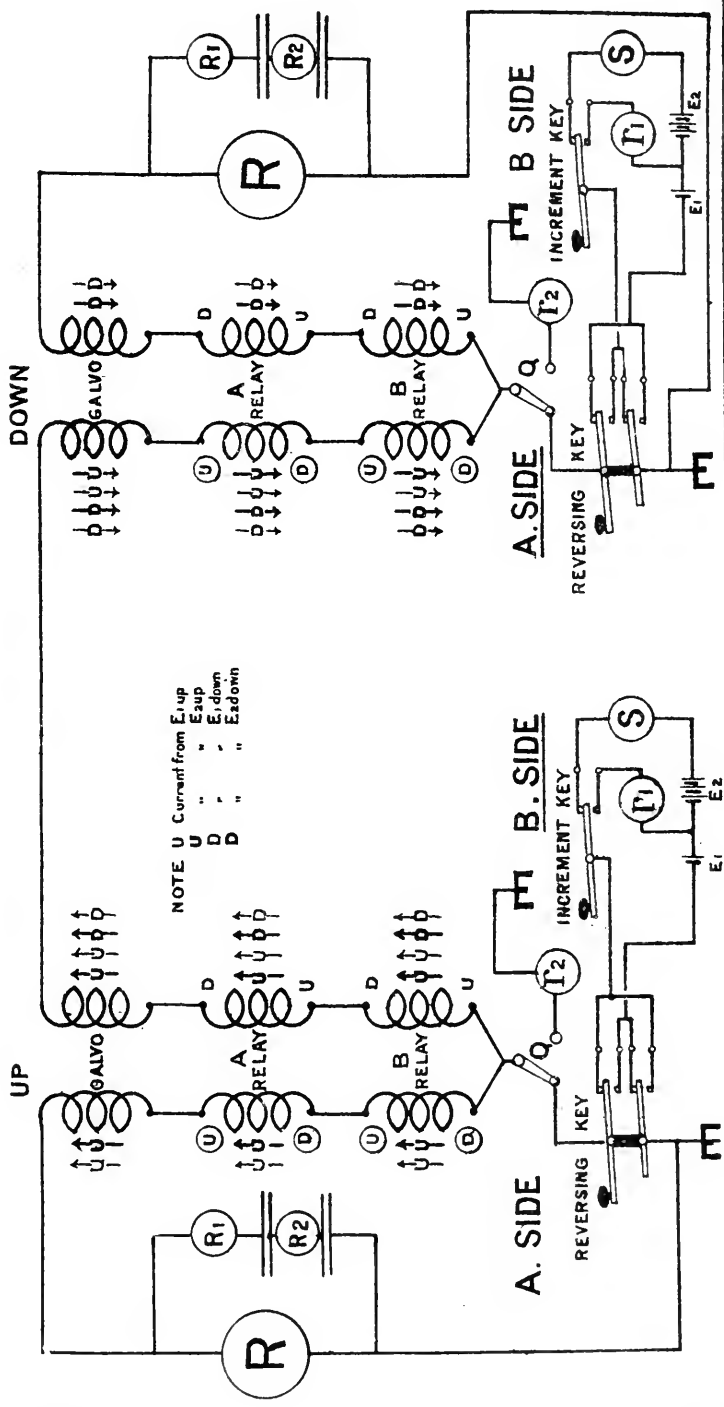 UP
DOWN
GALVO
GALVO
U U
U U D D
D D U U
D D
R1
R2
R
R1
R2
R
NOTE U Current from E1 up
U " " E2 up
D " " E1 down
D " " E2 down
A
RELAY
U
D
D
U
U U
U U D D
A
RELAY
U
D
D
U
D D U U
D D
B
RELAY
U
D
D
U
U U
U U D D
B
RELAY
U
D
D
U
D D U U
D D
Q
r2
E
Q
r2
E
A. SIDE
B. SIDE
A. SIDE
B SIDE
REVERSING KEY
INCREMENT KEY
r1
S
E1
E2
E
REVERSING KEY
INCREMENT KEY
r1
S
E1
E2
E